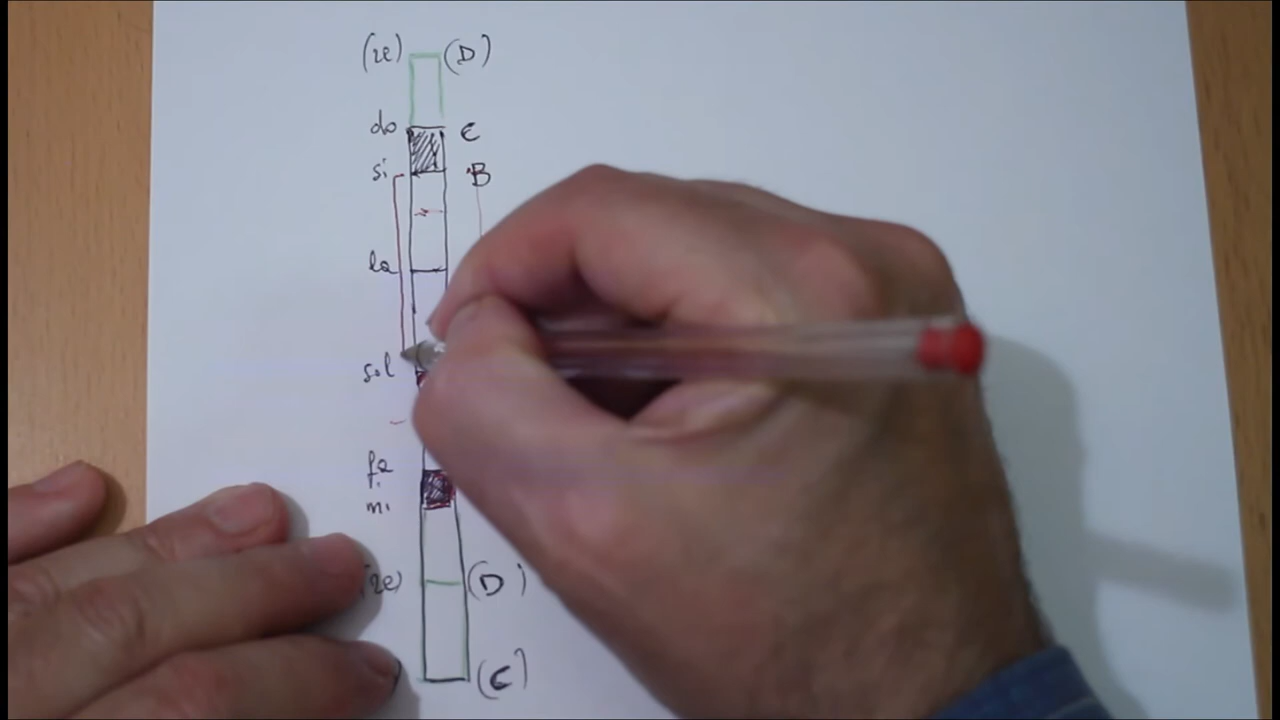 (re) (D)
do C
si B
la
sol
fa
mi
(re) (D)
(C)